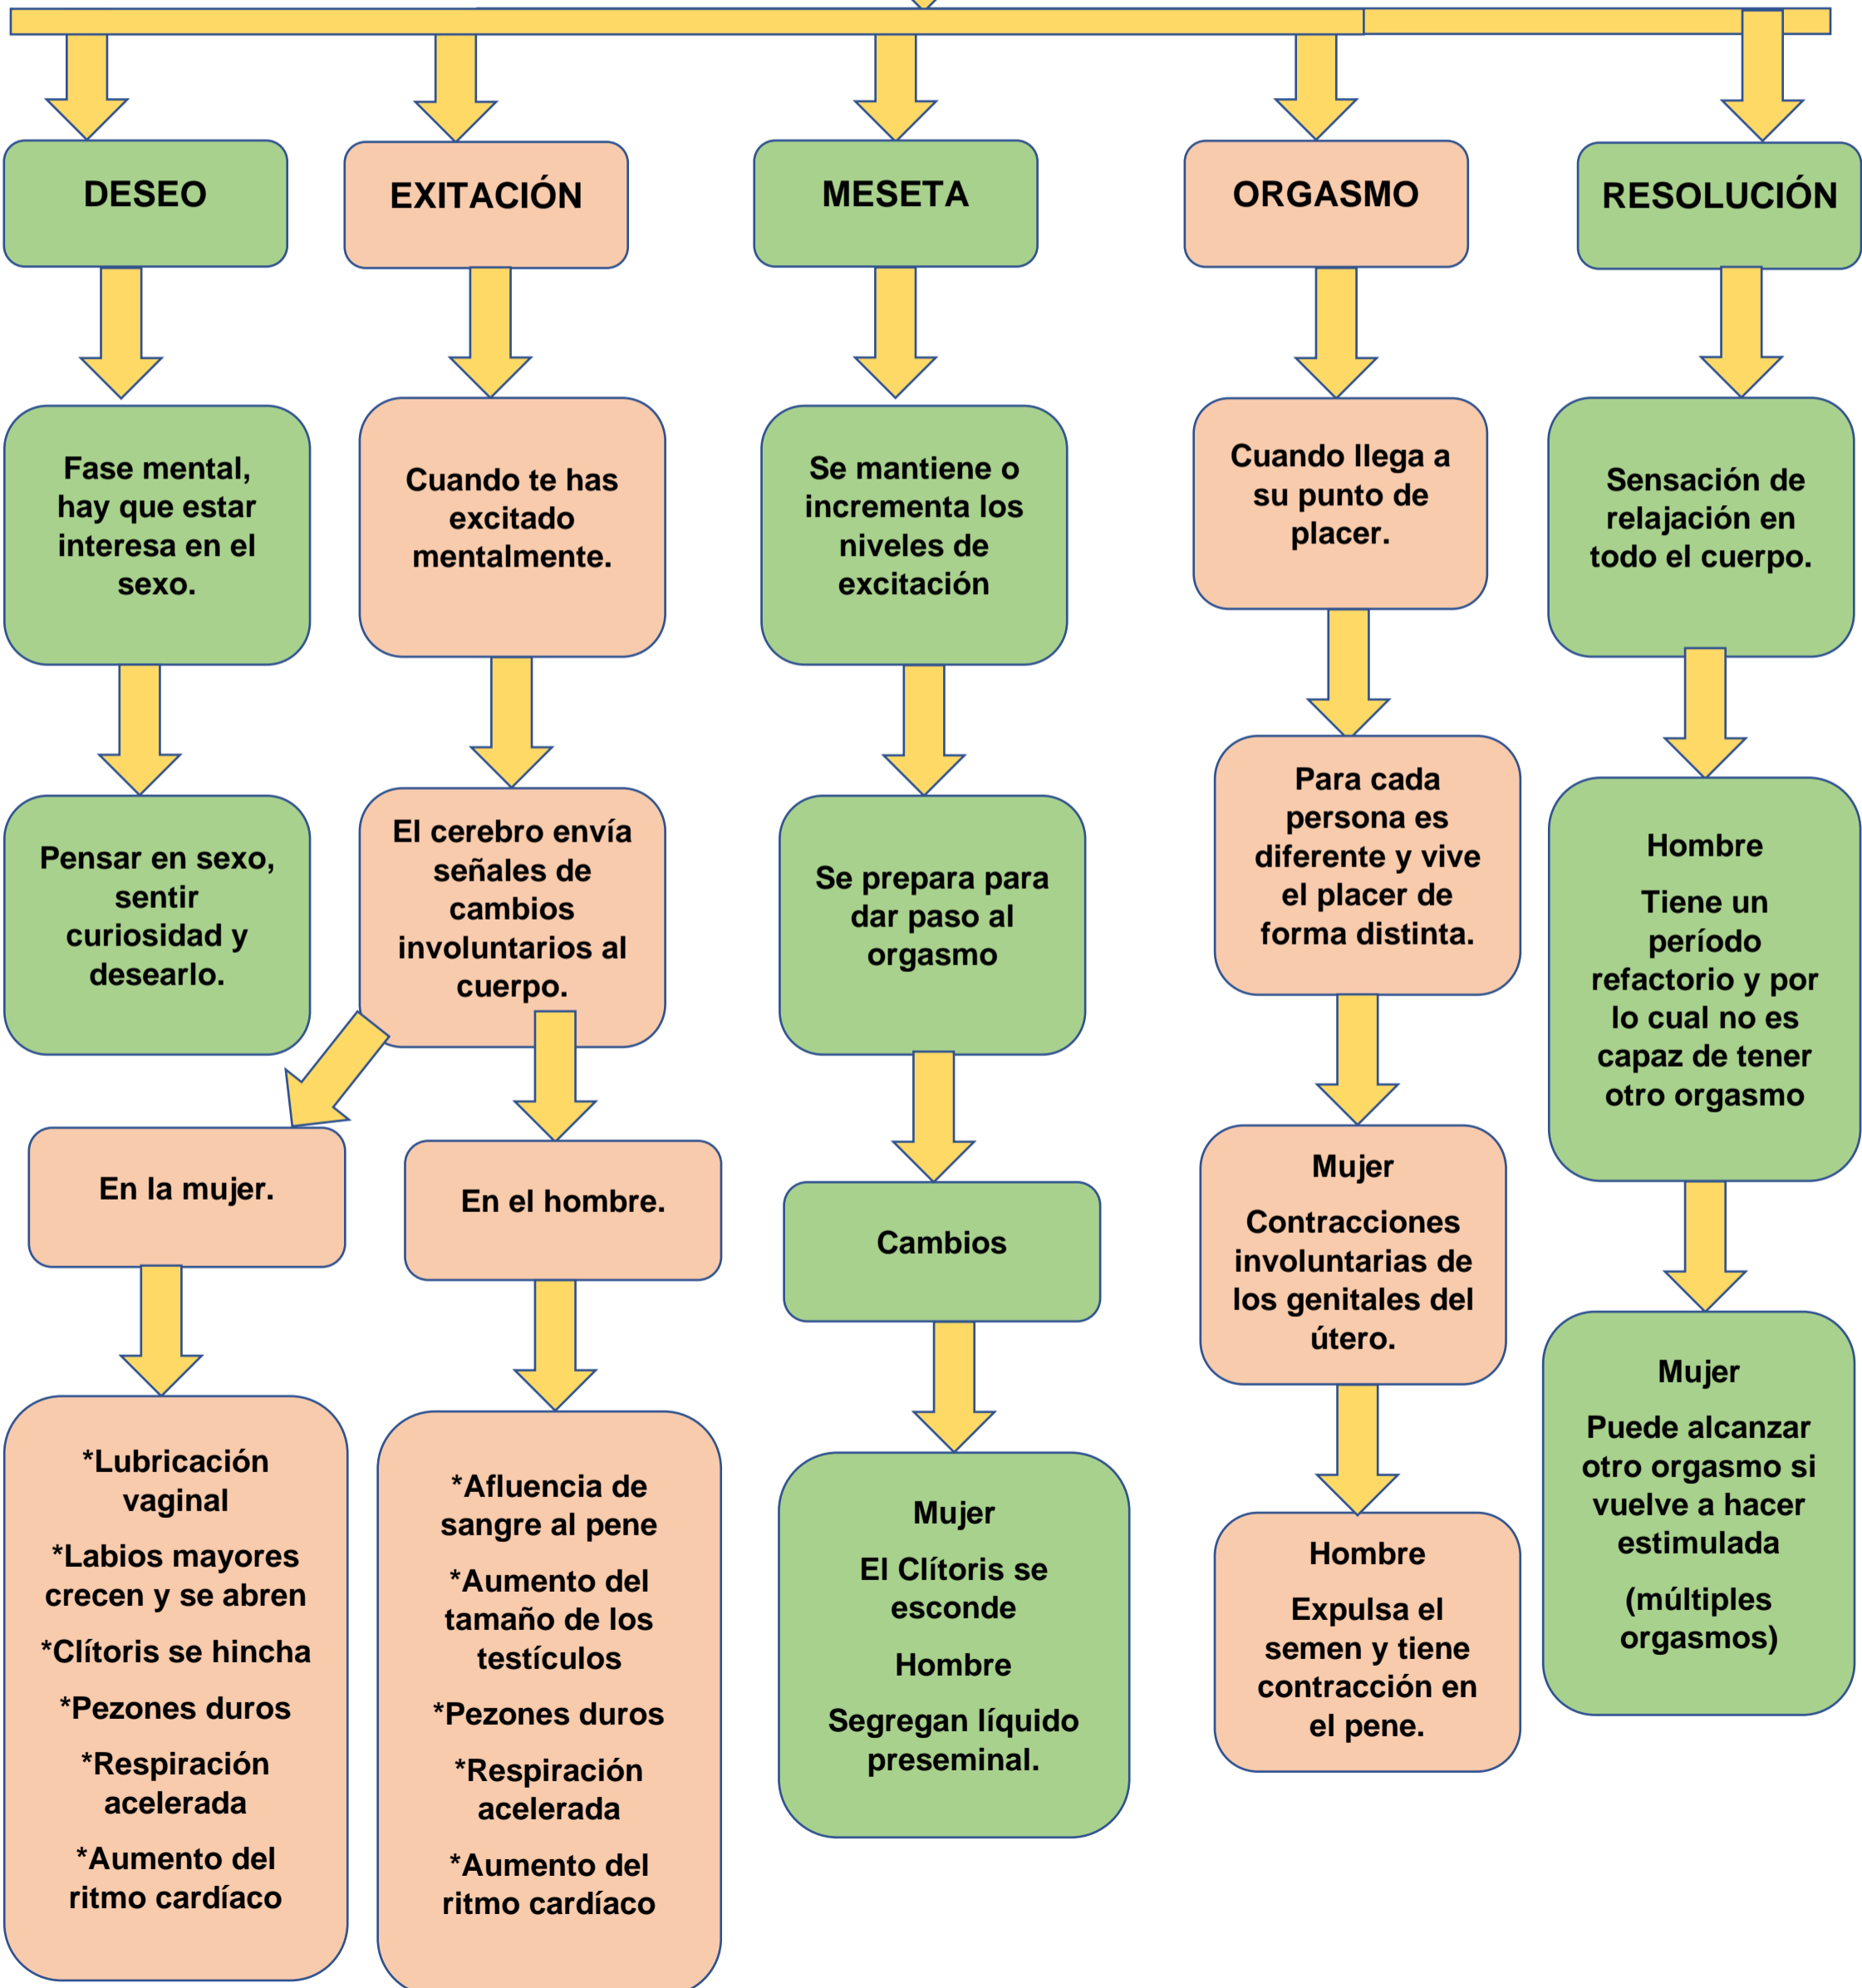 DESEO
EXITACIÓN
MESETA
ORGASMO
RESOLUCIÓN
Fase mental,
hay que estar
interesa en el
sexo.
Cuando te has
excitado
mentalmente.
Se mantiene o
incrementa los
niveles de
excitación
Cuando llega a
su punto de
placer.
Sensación de
relajación en
todo el cuerpo.
Pensar en sexo,
sentir
curiosidad y
desearlo.
El cerebro envía
señales de
cambios
involuntarios al
cuerpo.
Se prepara para
dar paso al
orgasmo
Para cada
persona es
diferente y vive
el placer de
forma distinta.
Hombre
Tiene un
período
refactorio y por
lo cual no es
capaz de tener
otro orgasmo
En la mujer.
En el hombre.
Cambios
Mujer
Contracciones
involuntarias de
los genitales del
útero.
Mujer
Puede alcanzar
otro orgasmo si
vuelve a hacer
estimulada
(múltiples
orgasmos)
*Lubricación
vaginal
*Labios mayores
crecen y se abren
*Clítoris se hincha
*Pezones duros
*Respiración
acelerada
*Aumento del
ritmo cardíaco
*Afluencia de
sangre al pene
*Aumento del
tamaño de los
testículos
*Pezones duros
*Respiración
acelerada
*Aumento del
ritmo cardíaco
Mujer
El Clítoris se
esconde
Hombre
Segregan líquido
preseminal.
Hombre
Expulsa el
semen y tiene
contracción en
el pene.